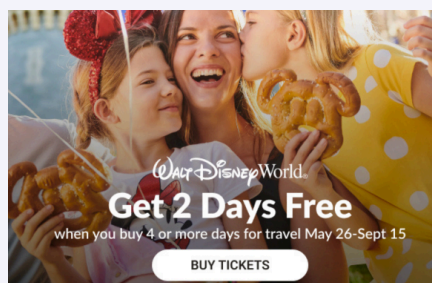 Walt Disney World
Get 2 Days Free
when you buy 4 or more days for travel May 26-Sept 15
BUY TICKETS